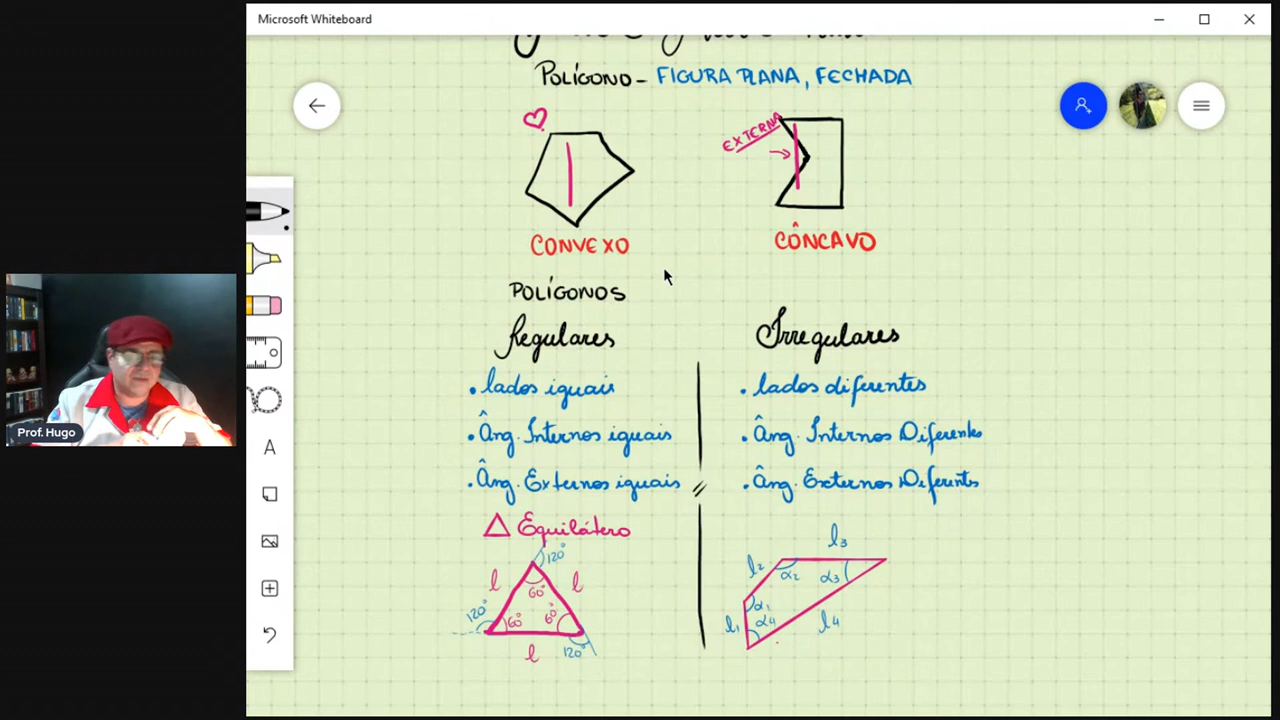 Microsoft Whiteboard
POLÍGONO - FIGURA PLANA, FECHADA
EXTERNA
CONVEXO
CÔNCAVO
POLÍGONOS
Regulares
Irregulares
• lados iguais
• lados diferentes
• Âng. Internos iguais
• Âng. Internos Diferentes
• Âng. Externos iguais
• Âng. Externos Diferentes
△ Equilátero
120°
l
l
60°
120°
60°
60°
l
120°
l3
l2
α2
α3
α1
l1
α4
l4
Prof. Hugo
A